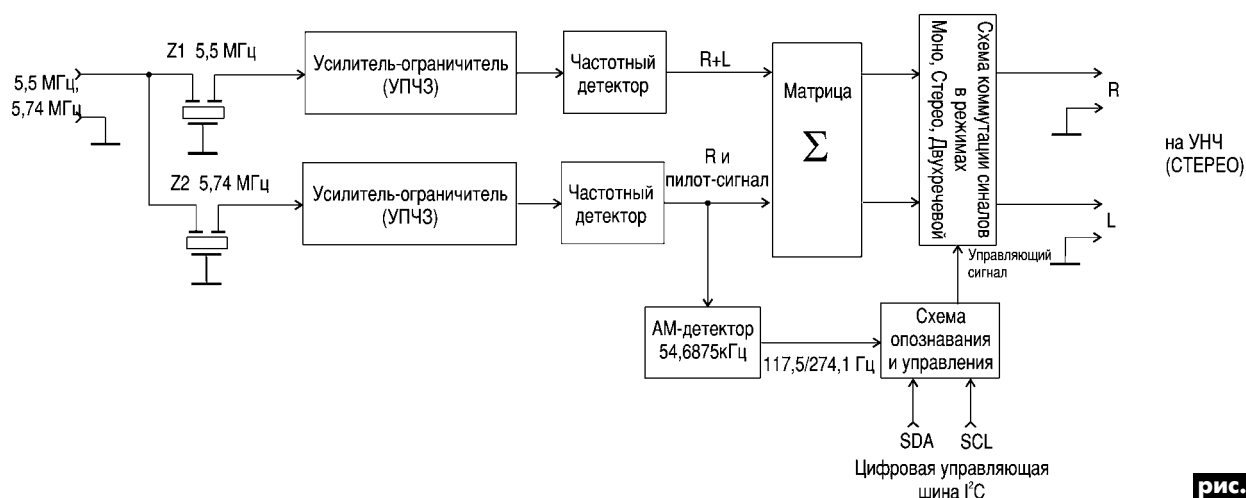 5,5 МГц,
5,74 МГц
Z1 5,5 МГц
Усилитель-ограничитель
(УПЧЗ)
Частотный
детектор
R+L
Матрица
Σ
Схема коммутации синалов
в режимах
Моно, Стерео, Двухречевой
R
L
на УНЧ
(СТЕРЕО)
Z2 5,74 МГц
Усилитель-ограничитель
(УПЧЗ)
Частотный
детектор
R и
пилот-сигнал
Управляющий
сигнал
АМ-детектор
54,6875кГц
117,5/274,1 Гц
Схема
опознавания
и управления
SDA
SCL
Цифровая управляющая
шина I²C
рис.